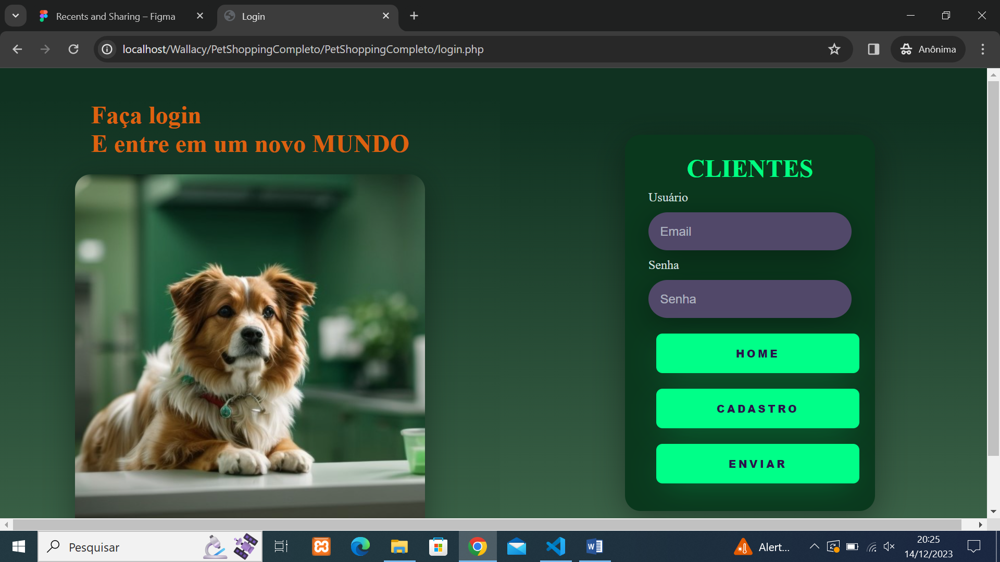 Recents and Sharing – Figma
Login
localhost/Wallacy/PetShoppingCompleto/PetShoppingCompleto/login.php
Anônima
Faça login
E entre em um novo MUNDO
CLIENTES
Usuário
Email
Senha
Senha
HOME
CADASTRO
ENVIAR
Pesquisar
Alert...
20:25
14/12/2023